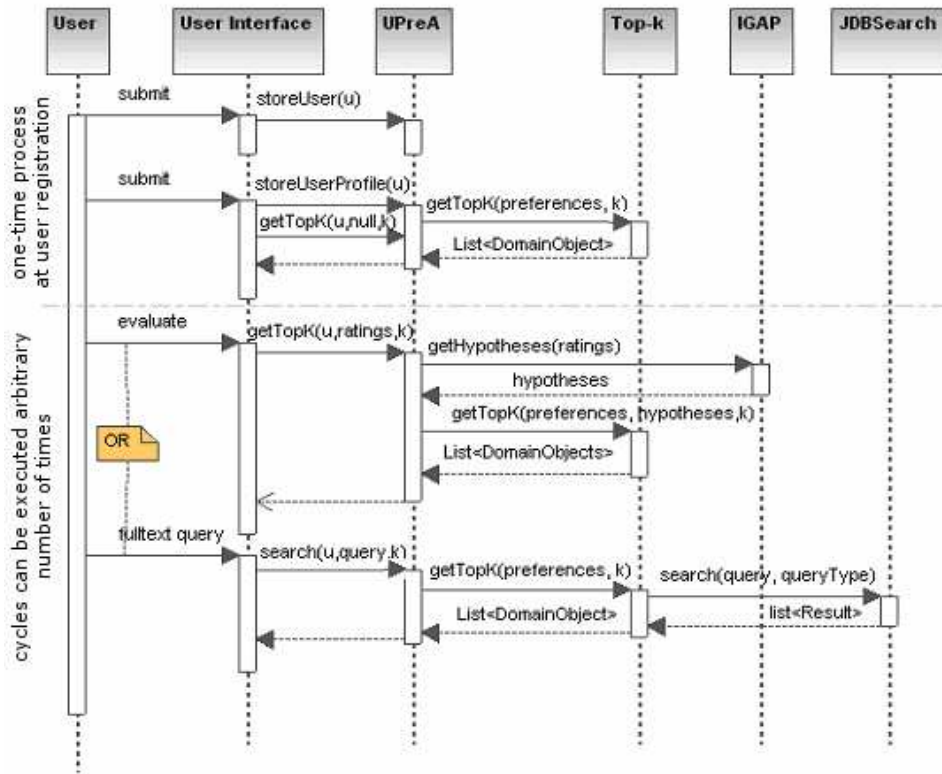 User
User Interface
UPreA
Top-k
IGAP
JDBSearch
one-time process
at user registration
submit
storeUser(u)
submit
storeUserProfile(u)
getTopK(preferences, k)
getTopK(u,null,k)
List<DomainObject>
cycles can be executed arbitrary
number of times
evaluate
getTopK(u,ratings,k)
getHypotheses(ratings)
hypotheses
getTopK(preferences, hypotheses,k)
OR
List<DomainObjects>
fulltext query
search(u,query,k)
getTopK(preferences, k)
search(query, queryType)
List<DomainObject>
list<Result>